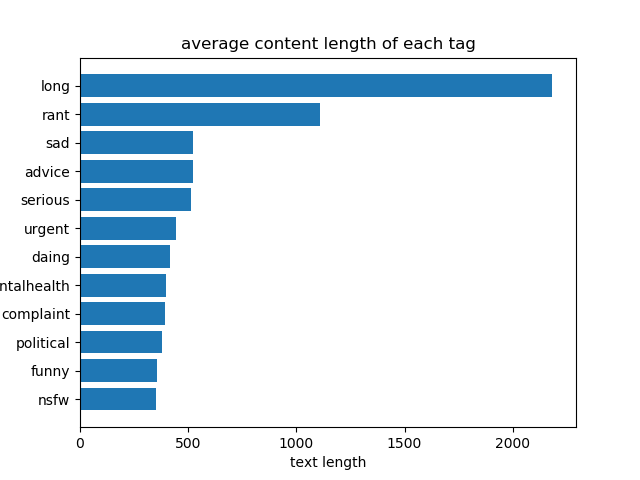 average content length of each tag
long
rant
sad
advice
serious
urgent
daing
ntalhealth
complaint
political
funny
nsfw
0 500 1000 1500 2000
text length